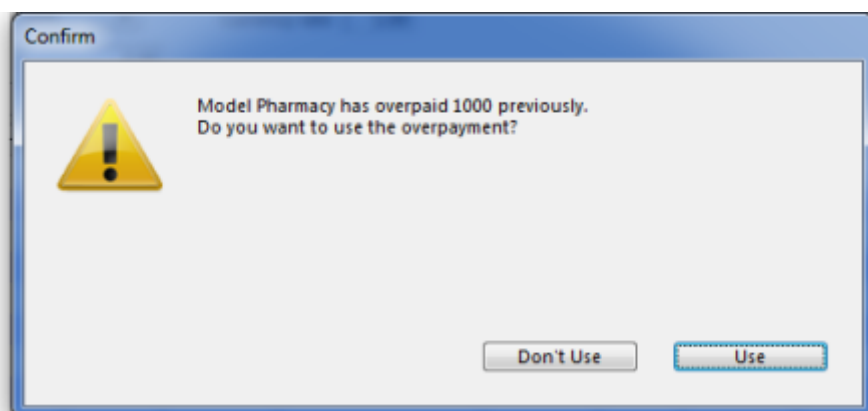 Confirm
Model Pharmacy has overpaid 1000 previously.
Do you want to use the overpayment?
Don't Use
Use